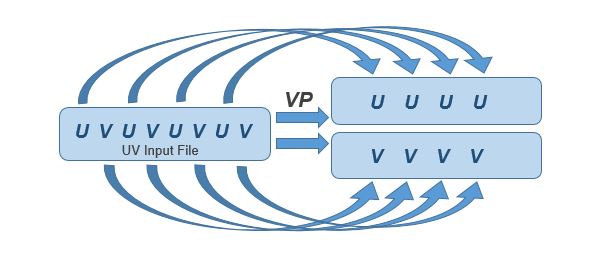 VP
U V U V U V U V
UV Input File
U U U U
V V V V